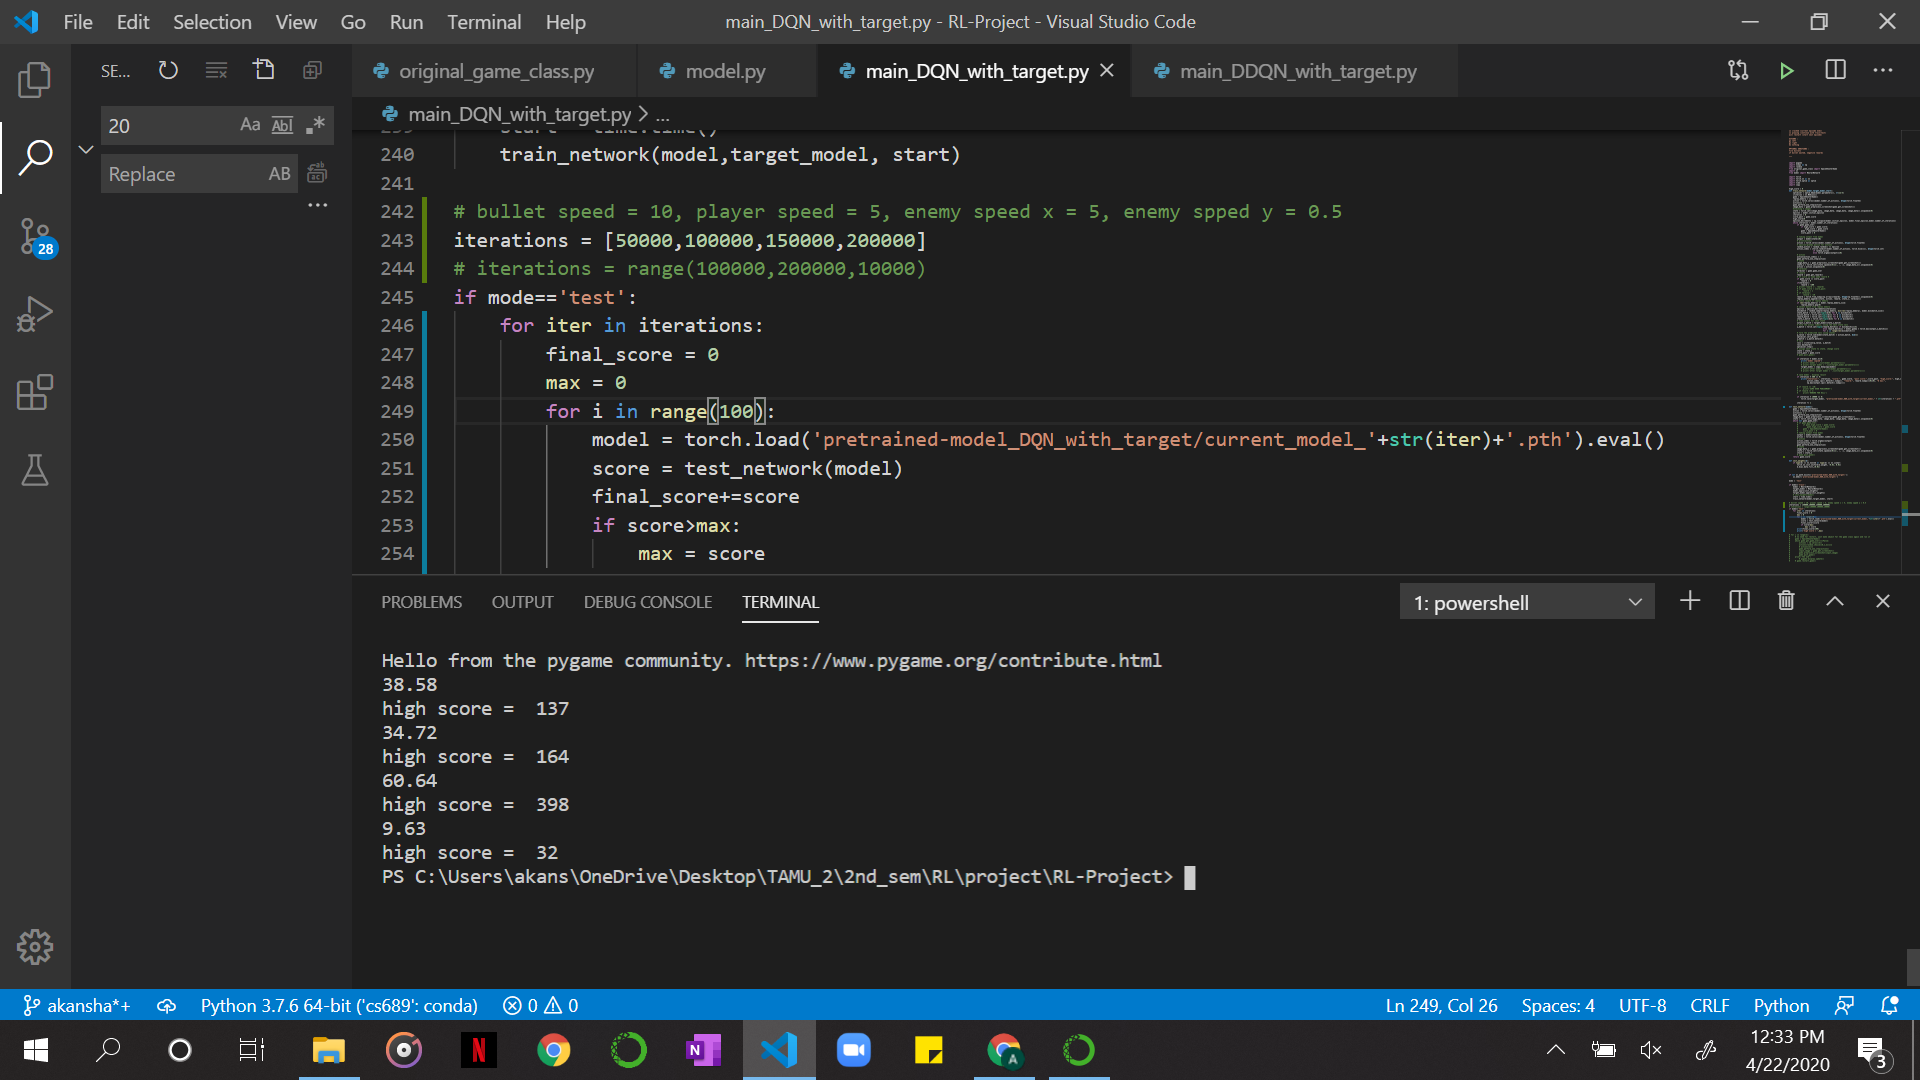 File Edit Selection View Go Run Terminal Help
main_DQN_with_target.py - RL-Project - Visual Studio Code
SE...
original_game_class.py
model.py
main_DQN_with_target.py
main_DDQN_with_target.py
20
Aa Abl .*
Replace
AB
main_DQN_with_target.py > ...
28
240 train_network(model,target_model, start)
241
242 # bullet speed = 10, player speed = 5, enemy speed x = 5, enemy spped y = 0.5
243 iterations = [50000,100000,150000,200000]
244 # iterations = range(100000,200000,10000)
245 if mode=='test':
246 for iter in iterations:
247 final_score = 0
248 max = 0
249 for i in range(100):
250 model = torch.load('pretrained-model_DQN_with_target/current_model_'+str(iter)+'.pth').eval()
251 score = test_network(model)
252 final_score+=score
253 if score>max:
254 max = score
PROBLEMS OUTPUT DEBUG CONSOLE TERMINAL
1: powershell
Hello from the pygame community. https://www.pygame.org/contribute.html
38.58
high score =  137
34.72
high score =  164
60.64
high score =  398
9.63
high score =  32
PS C:\Users\akans\OneDrive\Desktop\TAMU_2\2nd_sem\RL\project\RL-Project>
akansha*+ Python 3.7.6 64-bit ('cs689': conda) 0 0
Ln 249, Col 26 Spaces: 4 UTF-8 CRLF Python
12:33 PM
4/22/2020
3